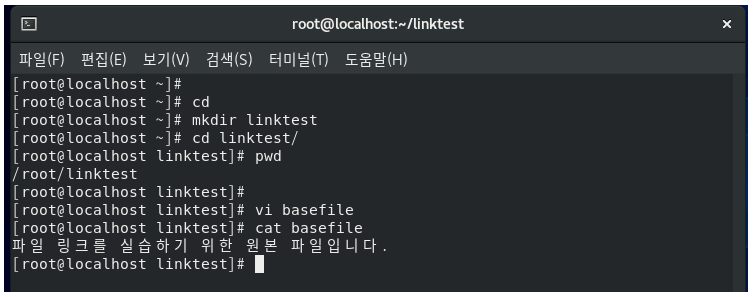 root@localhost:~/linktest
파일(F) 편집(E) 보기(V) 검색(S) 터미널(T) 도움말(H)
[root@localhost ~]#
[root@localhost ~]# cd
[root@localhost ~]# mkdir linktest
[root@localhost ~]# cd linktest/
[root@localhost linktest]# pwd
/root/linktest
[root@localhost linktest]#
[root@localhost linktest]# vi basefile
[root@localhost linktest]# cat basefile
파일 링크를 실습하기 위한 원본 파일입니다.
[root@localhost linktest]#